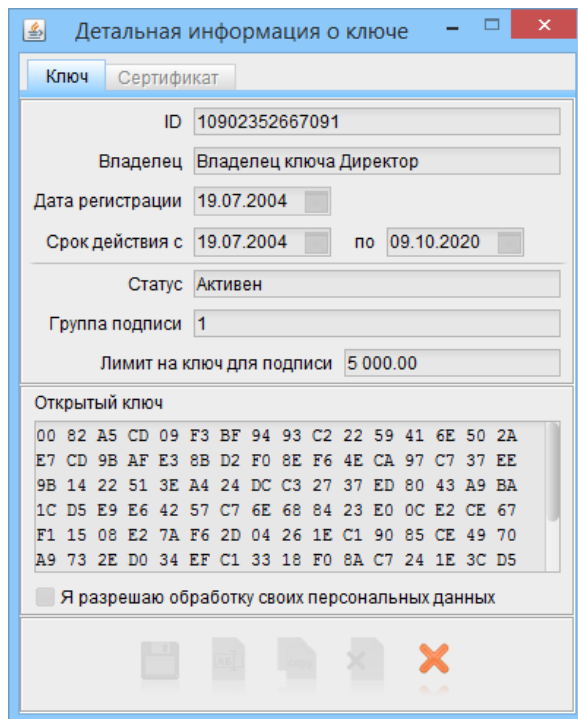 Детальная информация о ключе
Ключ Сертификат
ID 10902352667091
Владелец Владелец ключа Директор
Дата регистрации 19.07.2004
Срок действия с 19.07.2004 по 09.10.2020
Статус Активен
Группа подписи 1
Лимит на ключ для подписи 5 000.00
Открытый ключ
00 82 A5 CD 09 F3 BF 94 93 C2 22 59 41 6E 50 2A
E7 CD 9B AF E3 8B D2 F0 8E F6 4E CA 97 C7 37 EE
9B 14 22 51 3E A4 24 DC C3 27 37 ED 80 43 A9 BA
1C D5 E9 E6 42 57 C7 6E 68 84 23 E0 0C E2 CE 67
F1 15 08 E2 7A F6 2D 04 26 1E C1 90 85 CE 49 70
A9 73 2E D0 34 EF C1 33 18 F0 8A C7 24 1E 3C D5
Я разрешаю обработку своих персональных данных